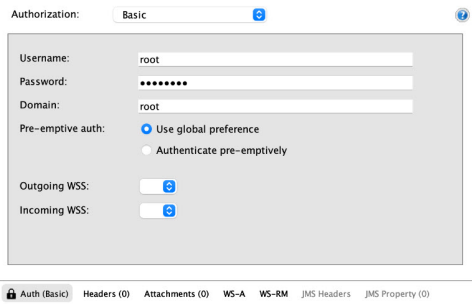 Authorization: Basic
Username: root
Password: ••••••••
Domain: root
Pre-emptive auth: Use global preference
Authenticate pre-emptively
Outgoing WSS:
Incoming WSS:
Auth (Basic) Headers (0) Attachments (0) WS-A WS-RM JMS Headers JMS Property (0)